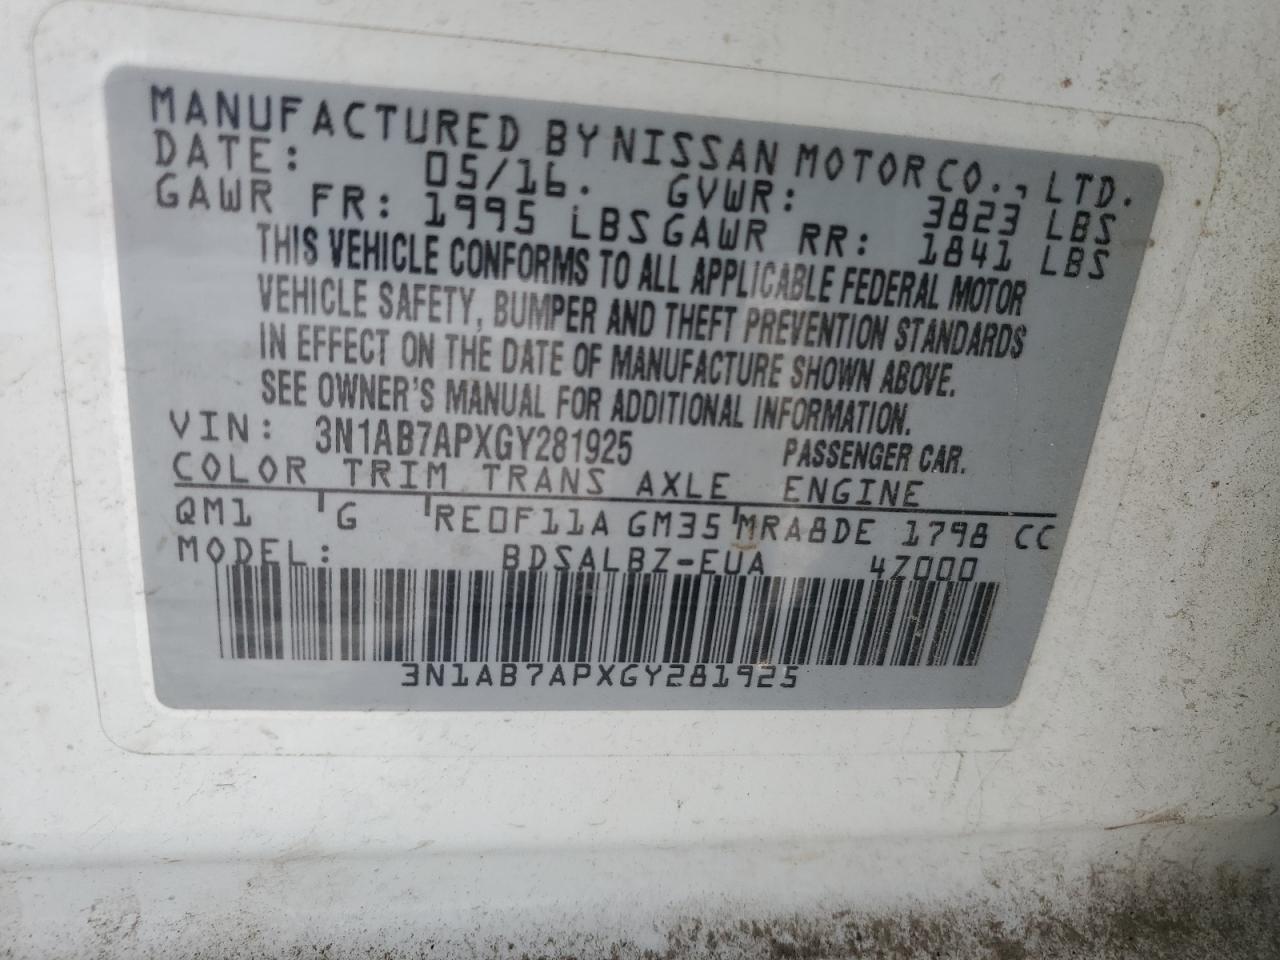 MANUFACTURED BY NISSAN MOTOR CO., LTD.
DATE: 05/16. GVWR: 3823 LBS
GAWR FR: 1995 LBS GAWR RR: 1841 LBS
THIS VEHICLE CONFORMS TO ALL APPLICABLE FEDERAL MOTOR
VEHICLE SAFETY, BUMPER AND THEFT PREVENTION STANDARDS
IN EFFECT ON THE DATE OF MANUFACTURE SHOWN ABOVE.
SEE OWNER'S MANUAL FOR ADDITIONAL INFORMATION.
VIN: 3N1AB7APXGY281925 PASSENGER CAR.
COLOR TRIM TRANS AXLE ENGINE
QM1 G RE0F11A GM35 MRA8DE 1798 CC
MODEL: BDSALBZ-EUA 4Z000
3N1AB7APXGY281925